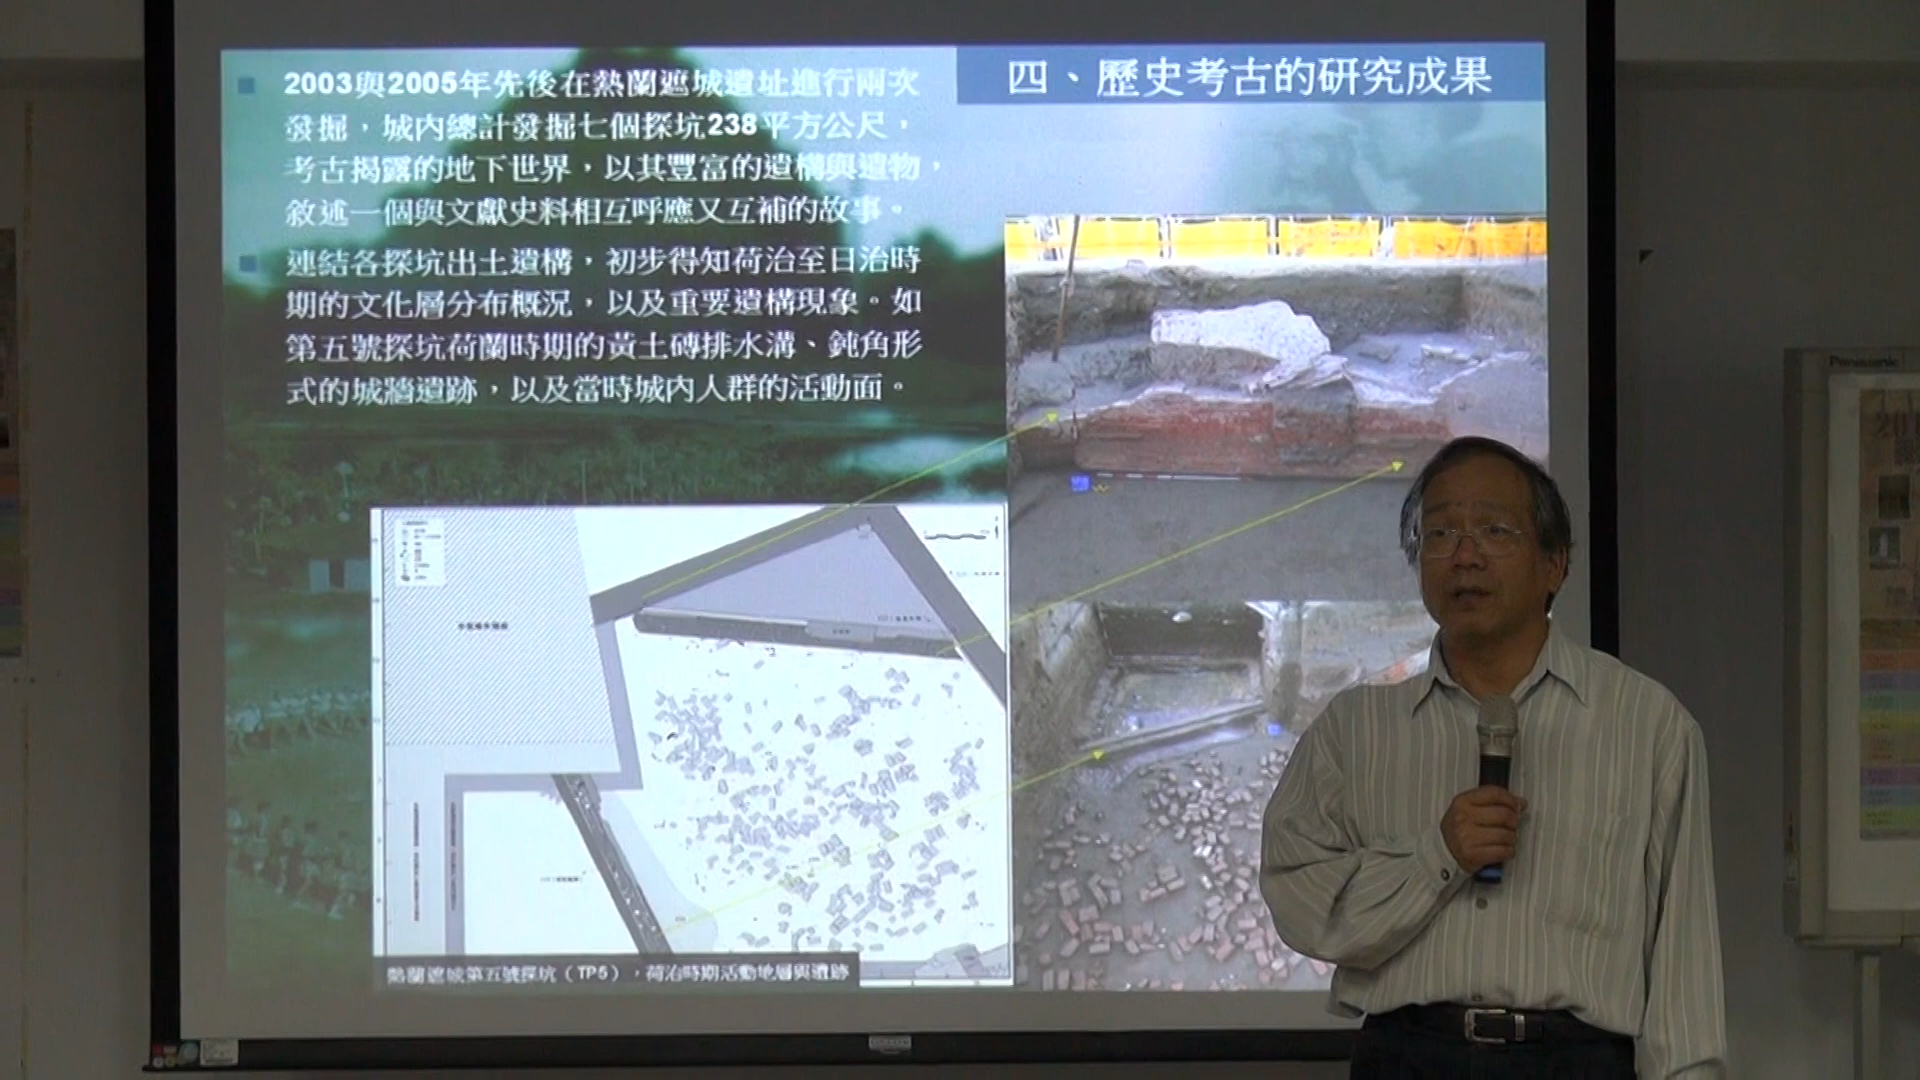 四、歷史考古的研究成果
2003與2005年先後在熱蘭遮城遺址進行兩次
發掘，城內總計發掘七個探坑238平方公尺，
考古揭露的地下世界，以其豐富的遺構與遺物，
敘述一個與文獻史料相互呼應又互補的故事。
連結各探坑出土遺構，初步得知荷治至日治時
期的文化層分布概況，以及重要遺構現象。如
第五號探坑荷蘭時期的黃土磚排水溝、鈍角形
式的城牆遺跡，以及當時城內人群的活動面。
熱蘭遮城第五號探坑（TP5），荷治時期活動地層與遺跡
Panasonic